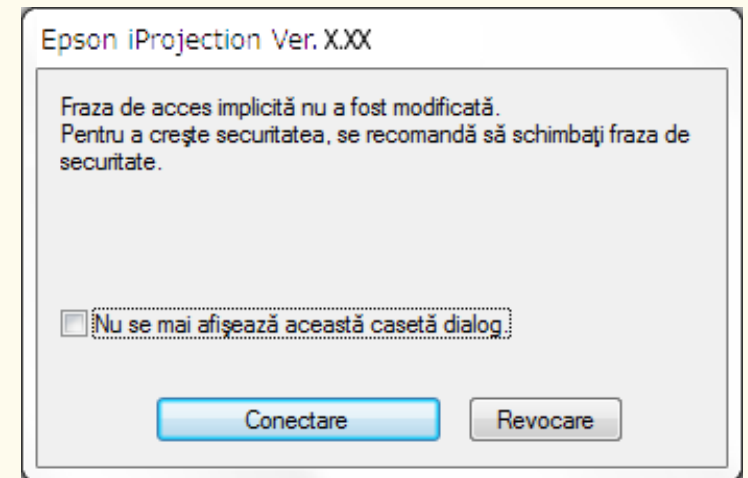 Epson iProjection Ver. X.XX
Fraza de acces implicită nu a fost modificată.
Pentru a creşte securitatea, se recomandă să schimbaţi fraza de
securitate.
Nu se mai afişează această casetă dialog.
Conectare Revocare